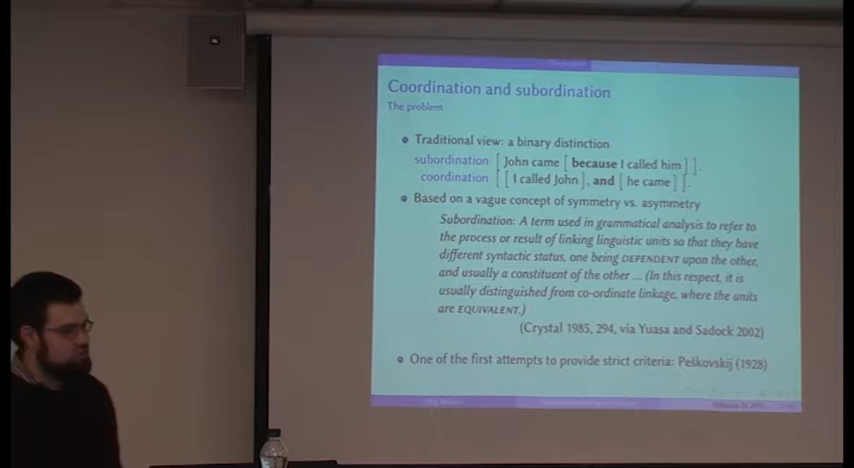 Coordination and subordination
The problem
Traditional view: a binary distinction
subordination [ John came [ because I called him ] ].
coordination [ [ I called John ], and [ he came ] ].
Based on a vague concept of symmetry vs. asymmetry
Subordination: A term used in grammatical analysis to refer to
the process or result of linking linguistic units so that they have
different syntactic status, one being DEPENDENT upon the other,
and usually a constituent of the other ... (In this respect, it is
usually distinguished from co-ordinate linkage, where the units
are EQUIVALENT.)
(Crystal 1985, 294, via Yuasa and Sadock 2002)
One of the first attempts to provide strict criteria: Peškovskij (1928)